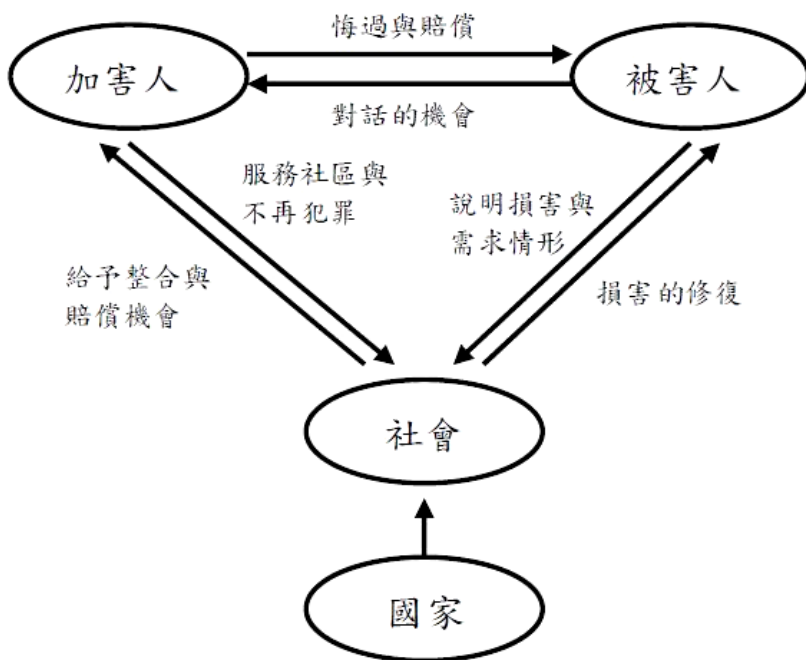 悔過與賠償
加害人
被害人
對話的機會
服務社區與
不再犯罪
說明損害與
需求情形
給予整合與
賠償機會
損害的修復
社會
國家